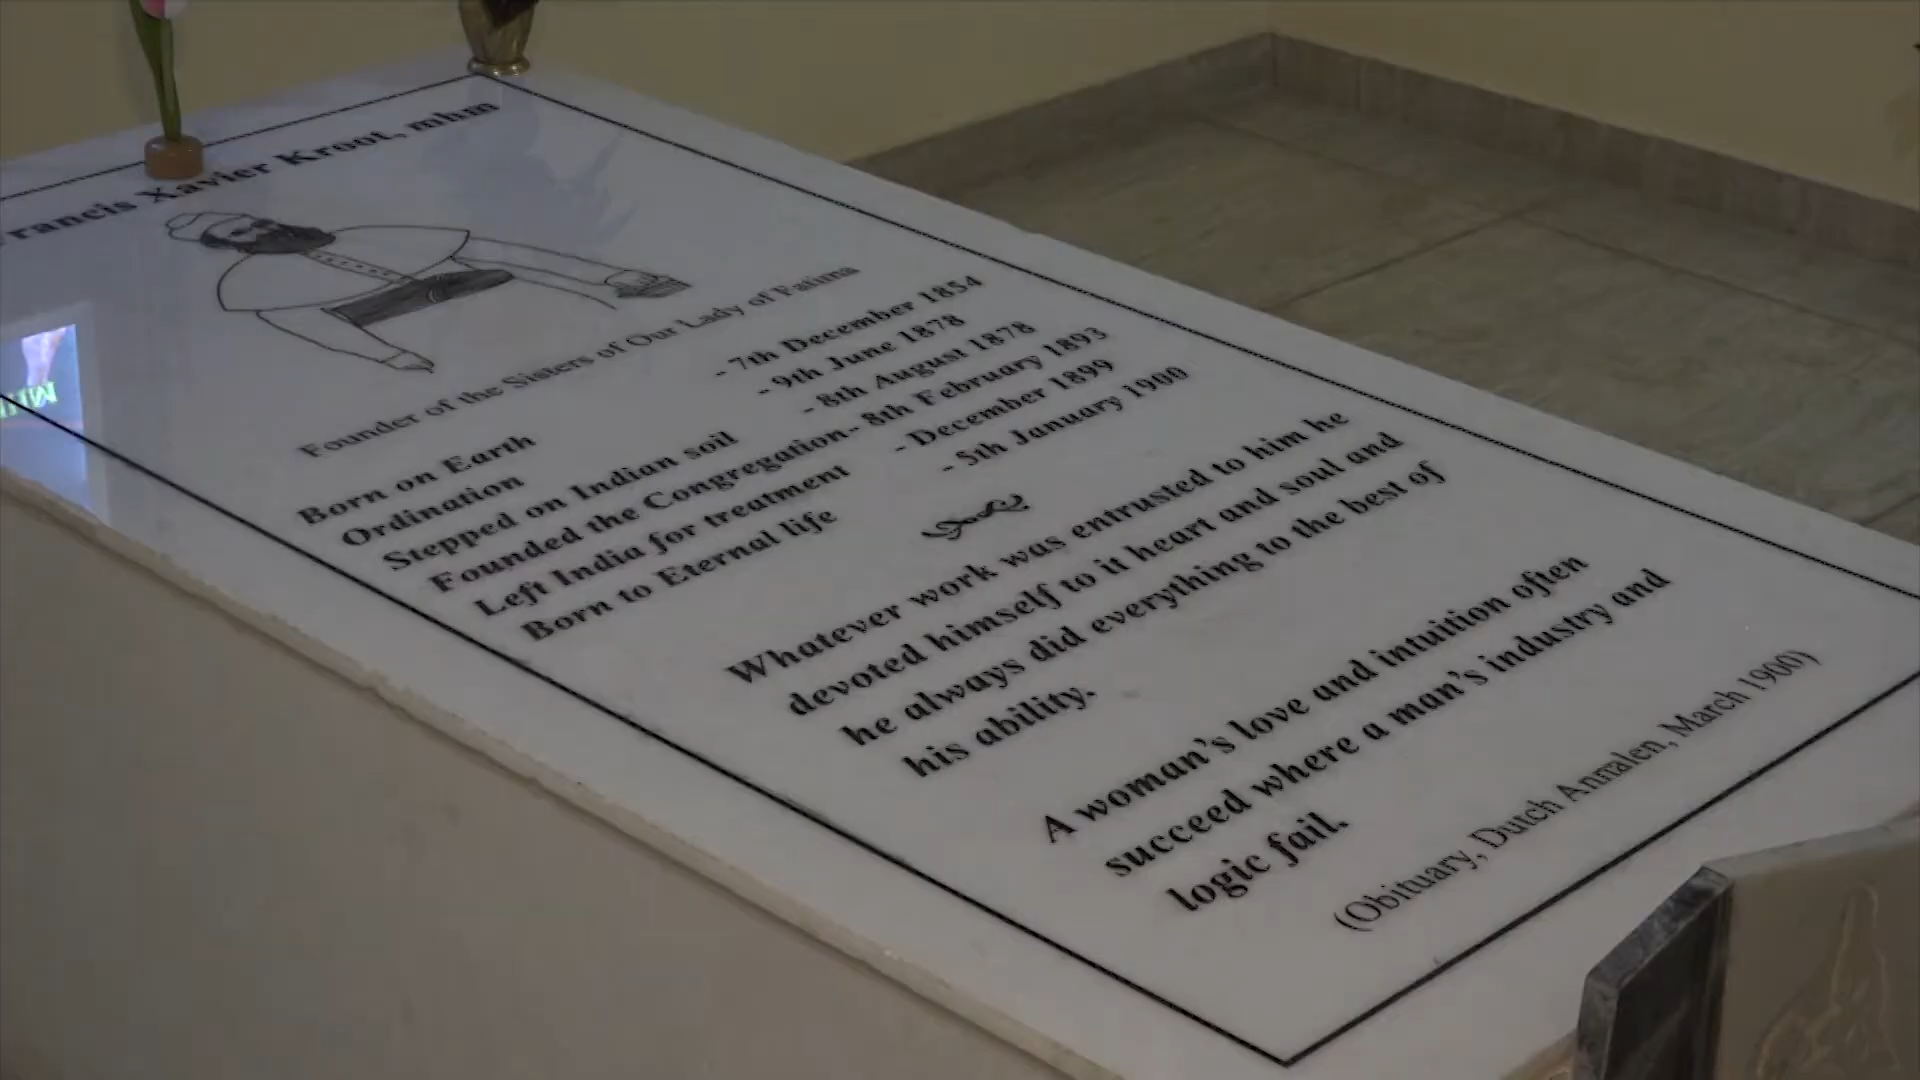 Francis Xavier Kroot, mhm
Founder of the Sisters of Our Lady of Fatima
Born on Earth - 7th December 1854
Ordination - 9th June 1878
Stepped on Indian soil - 8th August 1878
Founded the Congregation - 8th February 1893
Left India for treatment - December 1899
Born to Eternal life - 5th January 1900
Whatever work was entrusted to him he
devoted himself to it heart and soul and
he always did everything to the best of
his ability.
A woman's love and intuition often
succeed where a man's industry and
logic fail.
(Obituary, Dutch Annalen, March 1900)